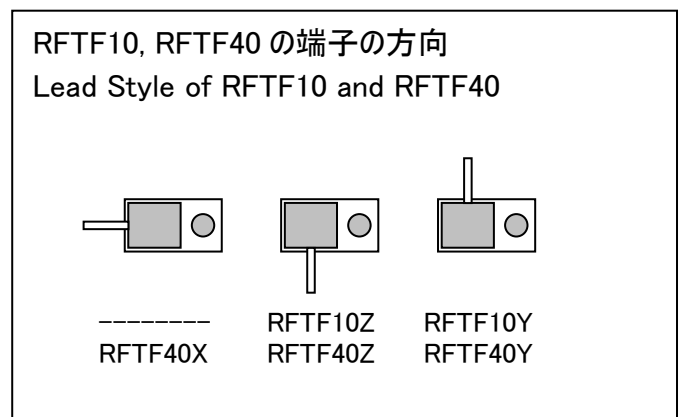 RFTF10, RFTF40 の端子の方向
Lead Style of RFTF10 and RFTF40
-------- RFTF10Z RFTF10Y
RFTF40X RFTF40Z RFTF40Y